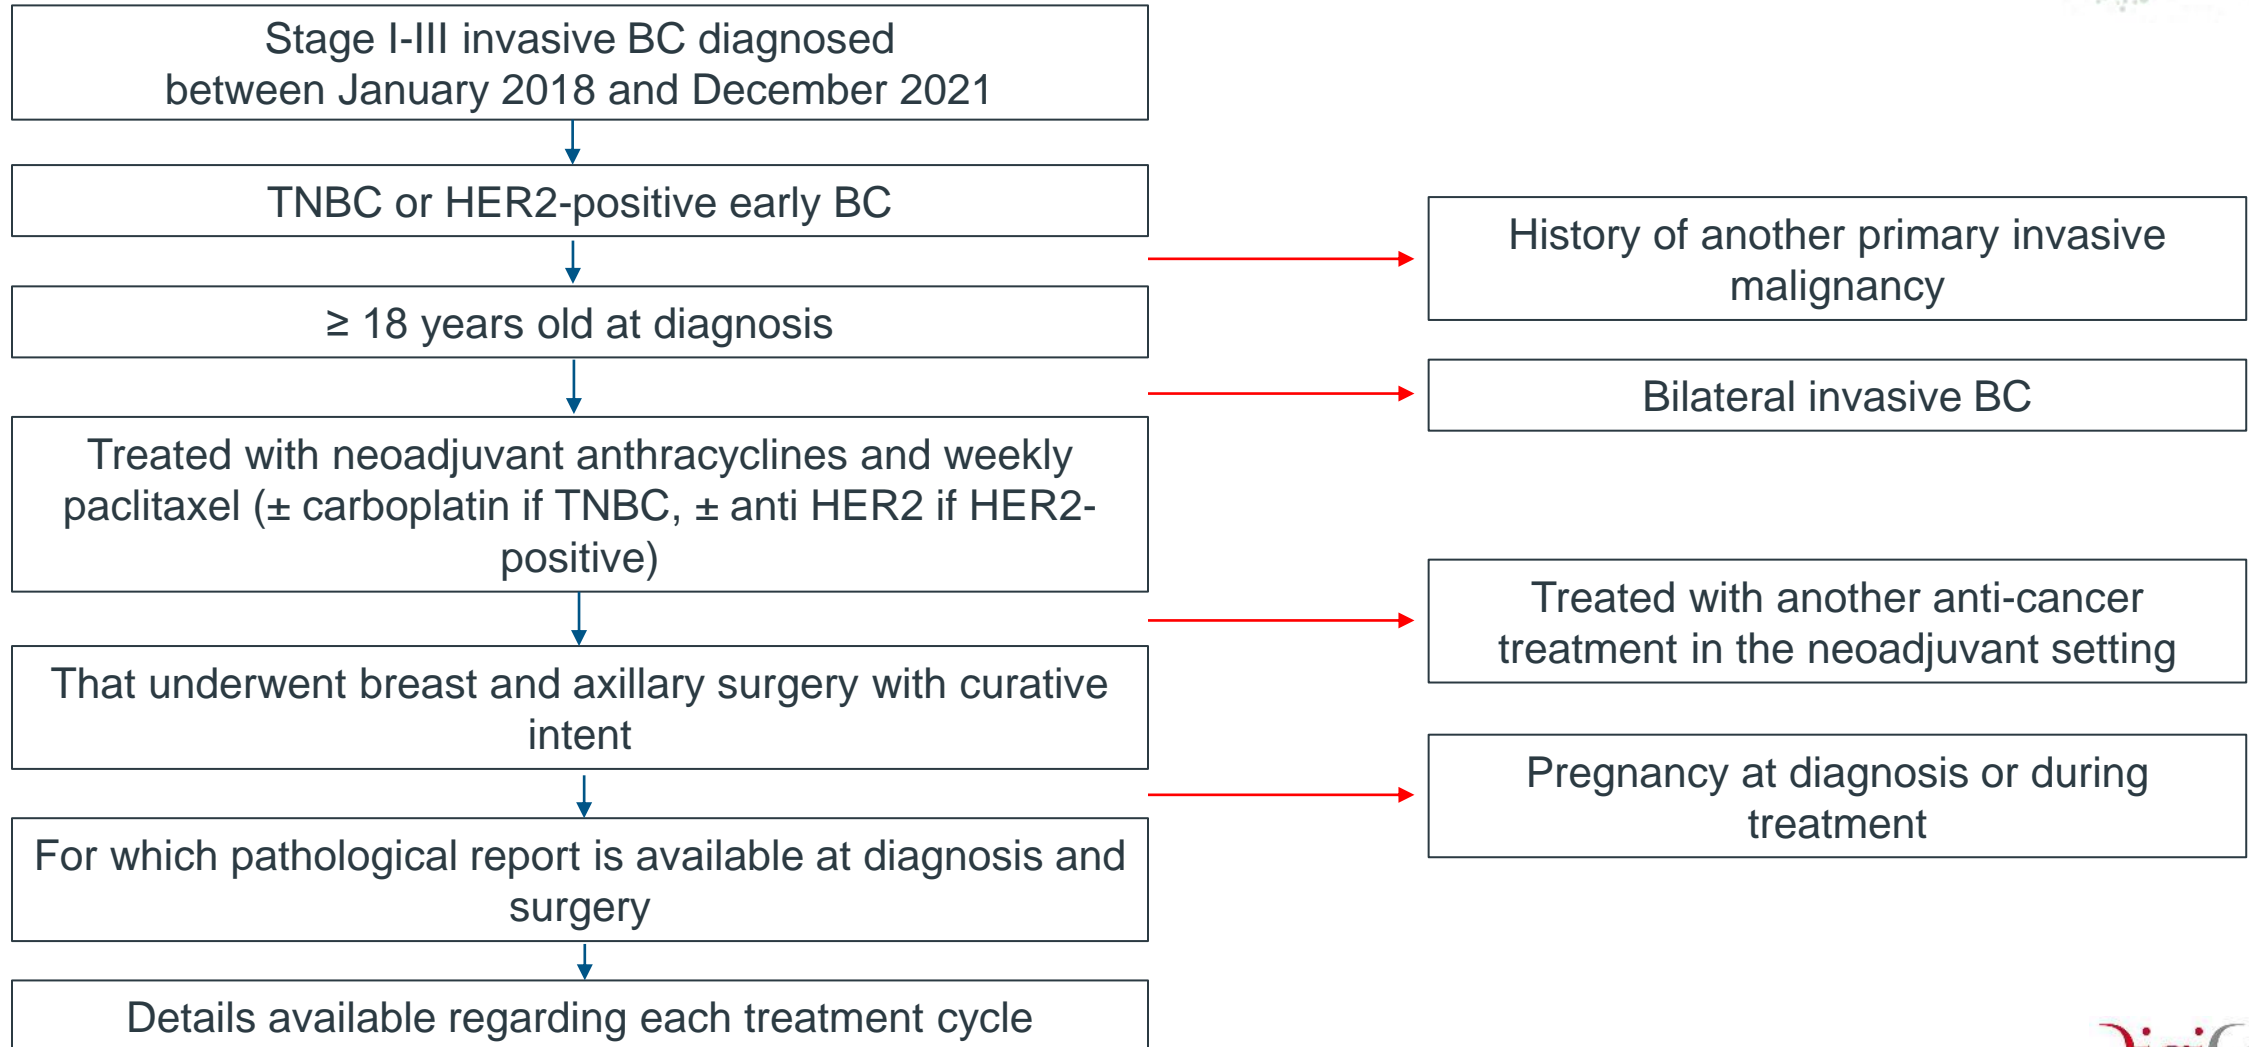 Stage I-III invasive BC diagnosed
between January 2018 and December 2021
TNBC or HER2-positive early BC
≥ 18 years old at diagnosis
Treated with neoadjuvant anthracyclines and weekly
paclitaxel (± carboplatin if TNBC, ± anti HER2 if HER2-
positive)
That underwent breast and axillary surgery with curative
intent
For which pathological report is available at diagnosis and
surgery
Details available regarding each treatment cycle
History of another primary invasive
malignancy
Bilateral invasive BC
Treated with another anti-cancer
treatment in the neoadjuvant setting
Pregnancy at diagnosis or during
treatment